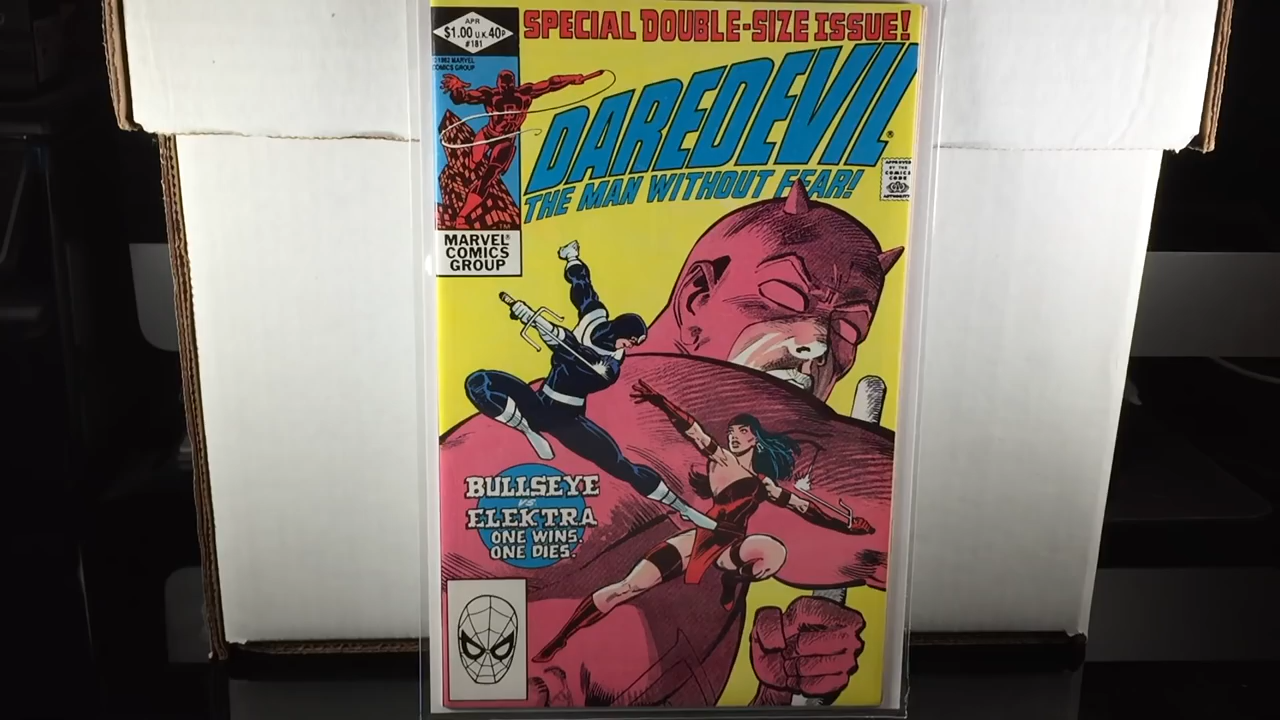 SPECIAL DOUBLE-SIZE ISSUE!
APR
$1.00 U.K. 40p
#181
©1982 MARVEL
COMICS GROUP
DAREDEVIL®
THE MAN WITHOUT FEAR!
APPROVED
BY THE
COMICS
CODE
AUTHORITY
TM
MARVEL®
COMICS
GROUP
BULLSEYE
VS.
ELEKTRA
ONE WINS.
ONE DIES.